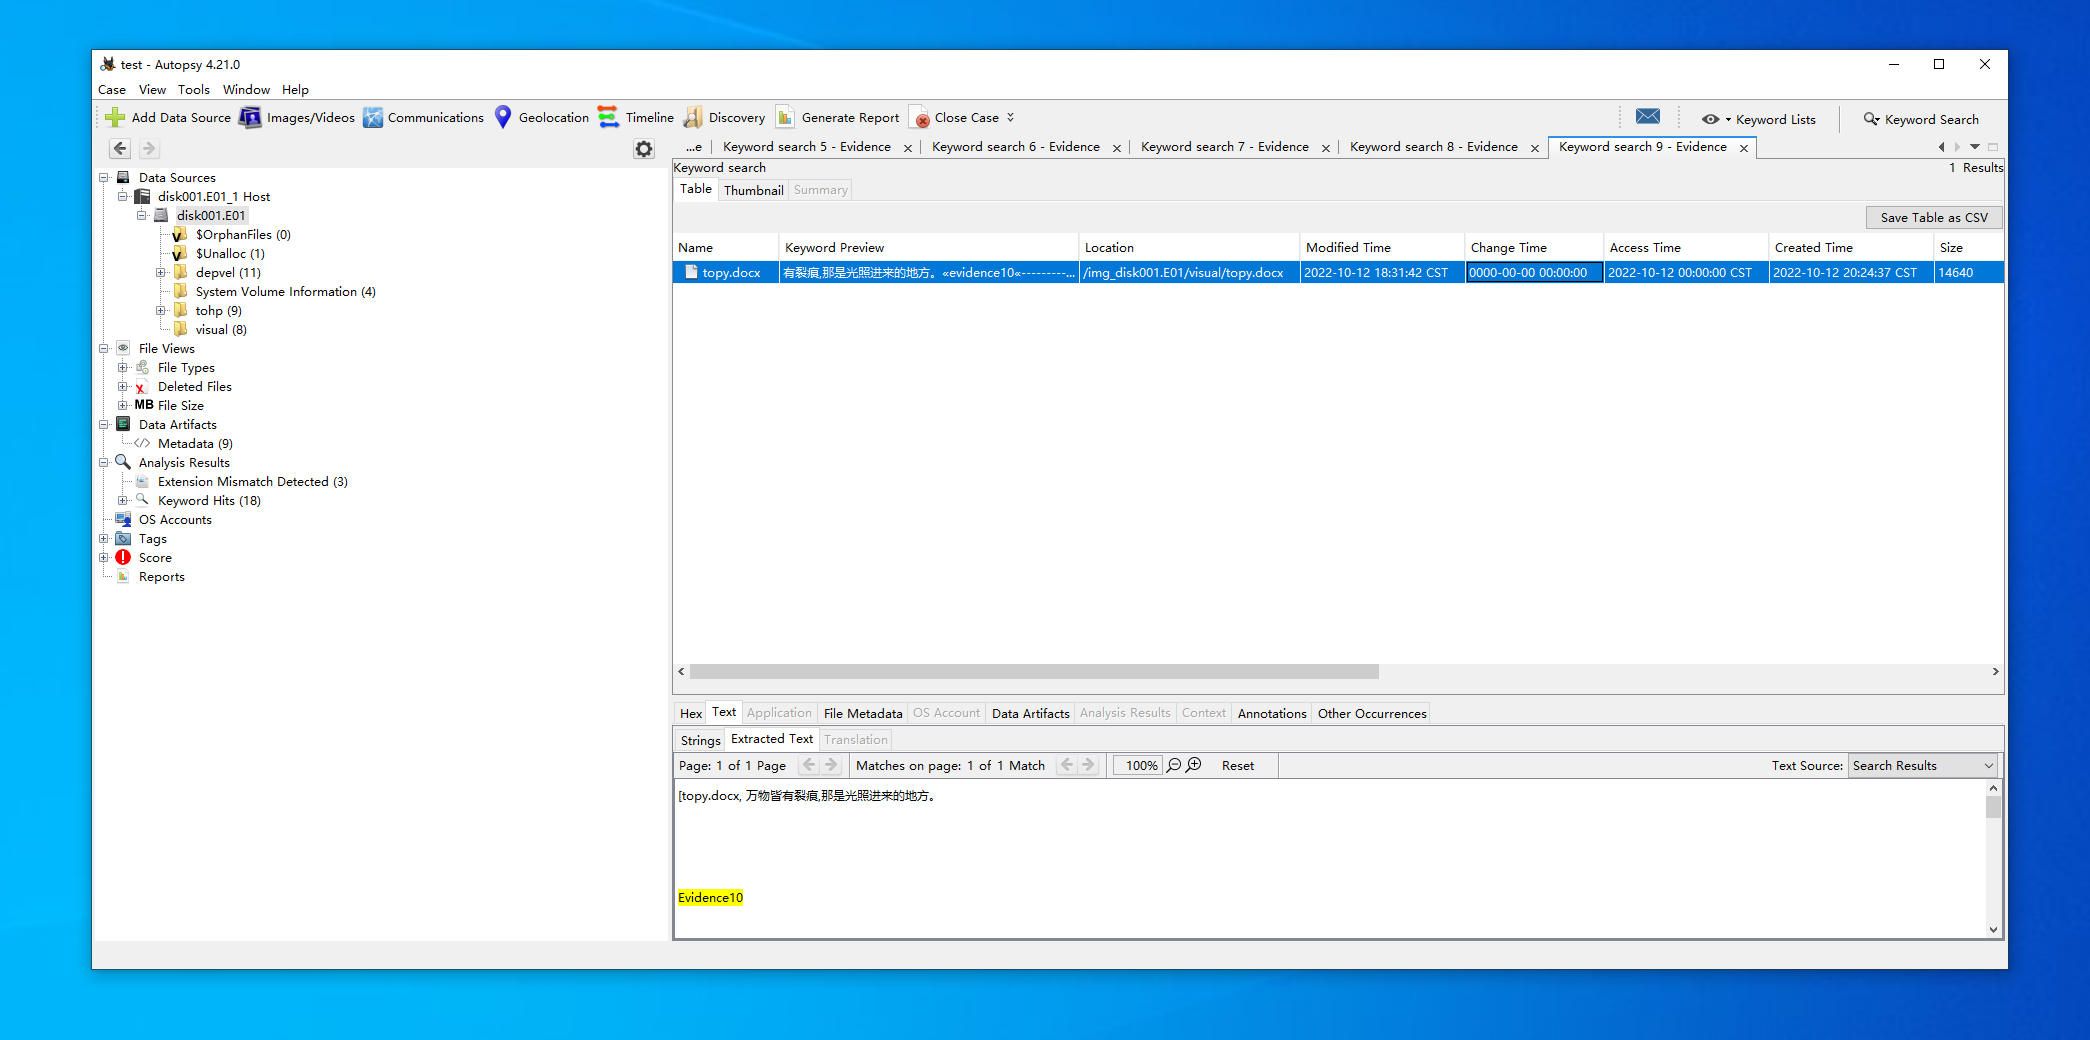 test - Autopsy 4.21.0
Case View Tools Window Help
Add Data Source Images/Videos Communications Geolocation Timeline Discovery Generate Report Close Case Keyword Lists Keyword Search
...e Keyword search 5 - Evidence Keyword search 6 - Evidence Keyword search 7 - Evidence Keyword search 8 - Evidence Keyword search 9 - Evidence
Data Sources
disk001.E01_1 Host
disk001.E01
$OrphanFiles (0)
$Unalloc (1)
depvel (11)
System Volume Information (4)
tohp (9)
visual (8)
File Views
File Types
Deleted Files
MB File Size
Data Artifacts
Metadata (9)
Analysis Results
Extension Mismatch Detected (3)
Keyword Hits (18)
OS Accounts
Tags
Score
Reports
Keyword search 1 Results
Table Thumbnail Summary
Save Table as CSV
Name Keyword Preview Location Modified Time Change Time Access Time Created Time Size
topy.docx 有裂痕,那是光照进来的地方。«evidence10«---------... /img_disk001.E01/visual/topy.docx 2022-10-12 18:31:42 CST 0000-00-00 00:00:00 2022-10-12 00:00:00 CST 2022-10-12 20:24:37 CST 14640
Hex Text Application File Metadata OS Account Data Artifacts Analysis Results Context Annotations Other Occurrences
Strings Extracted Text Translation
Page: 1 of 1 Page Matches on page: 1 of 1 Match 100% Reset Text Source: Search Results
[topy.docx, 万物皆有裂痕,那是光照进来的地方。
Evidence10